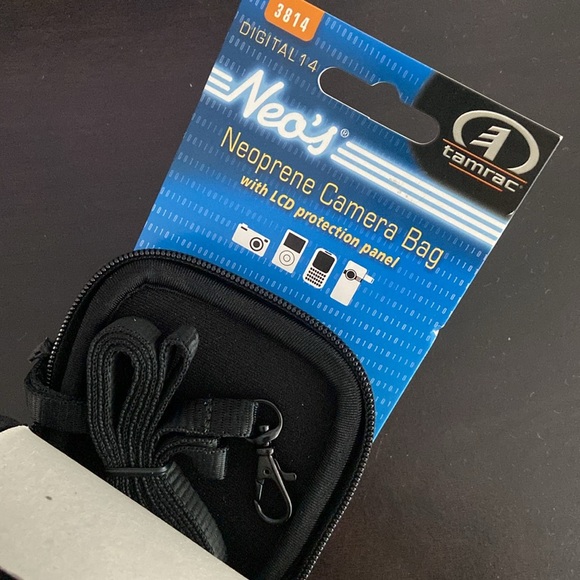 3814
DIGITAL 14
Neo's®
Neoprene Camera Bag
with LCD protection panel
tamrac®